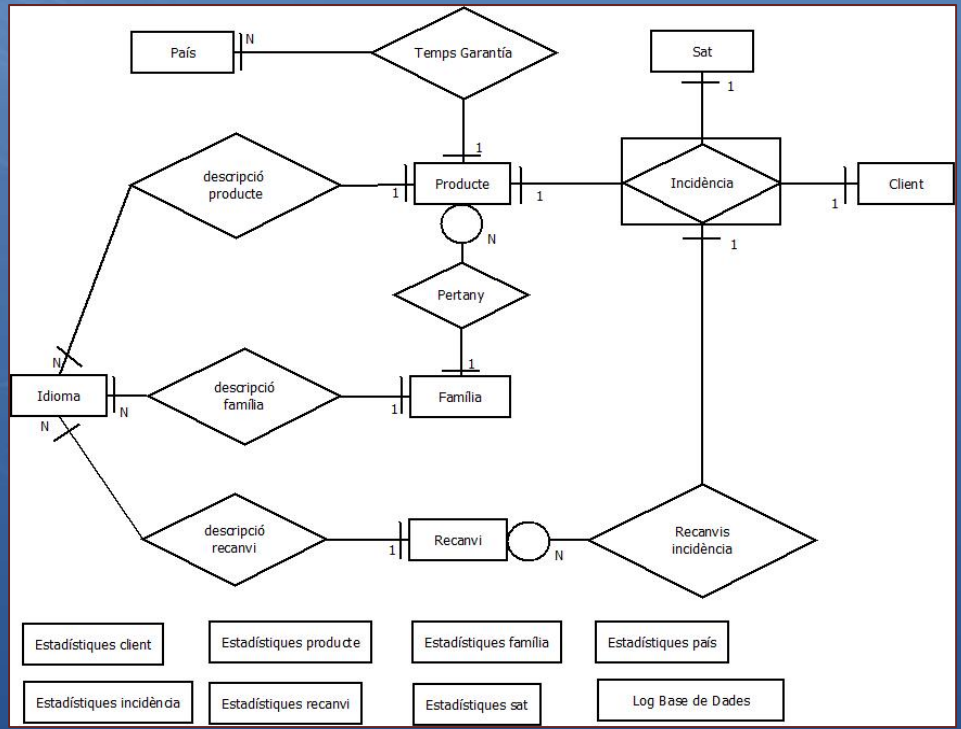 País
N
Temps Garantía
Sat
1
1
descripció
producte
1
Producte
1
Incidència
1
Client
N
1
Pertany
N
1
Idioma
N
descripció
família
1
Família
N
descripció
recanvi
1
Recanvi
N
Recanvis
incidència
Estadístiques client
Estadístiques producte
Estadístiques família
Estadístiques país
Estadístiques incidència
Estadístiques recanvi
Estadístiques sat
Log Base de Dades